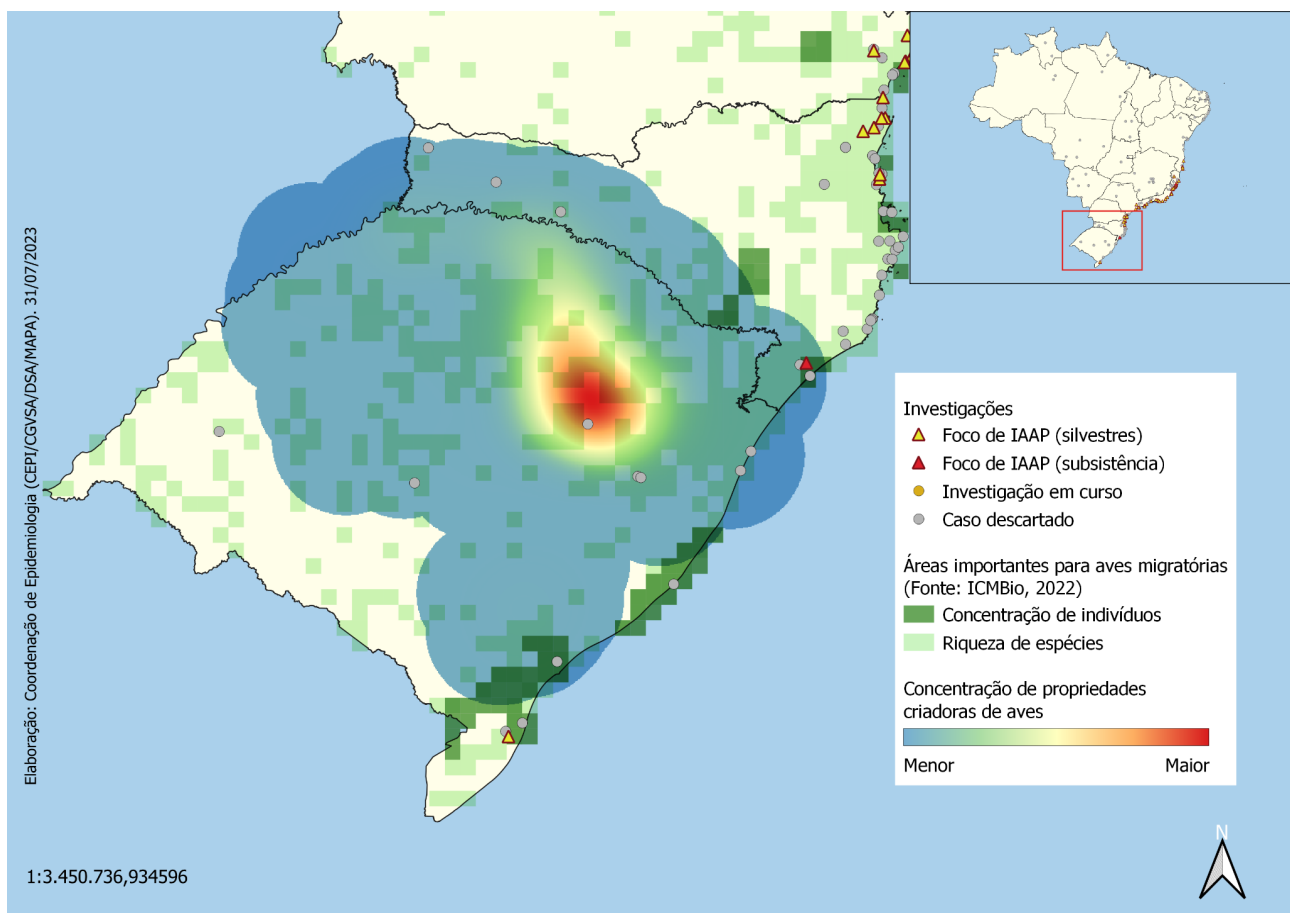 Elaboração: Coordenação de Epidemiologia (CEPI/CGVSA/DSA/MAPA). 31/07/2023
Investigações
Foco de IAAP (silvestres)
Foco de IAAP (subsistência)
Investigação em curso
Caso descartado
Áreas importantes para aves migratórias
(Fonte: ICMBio, 2022)
Concentração de indivíduos
Riqueza de espécies
Concentração de propriedades
criadoras de aves
Menor Maior
N
1:3.450.736,934596